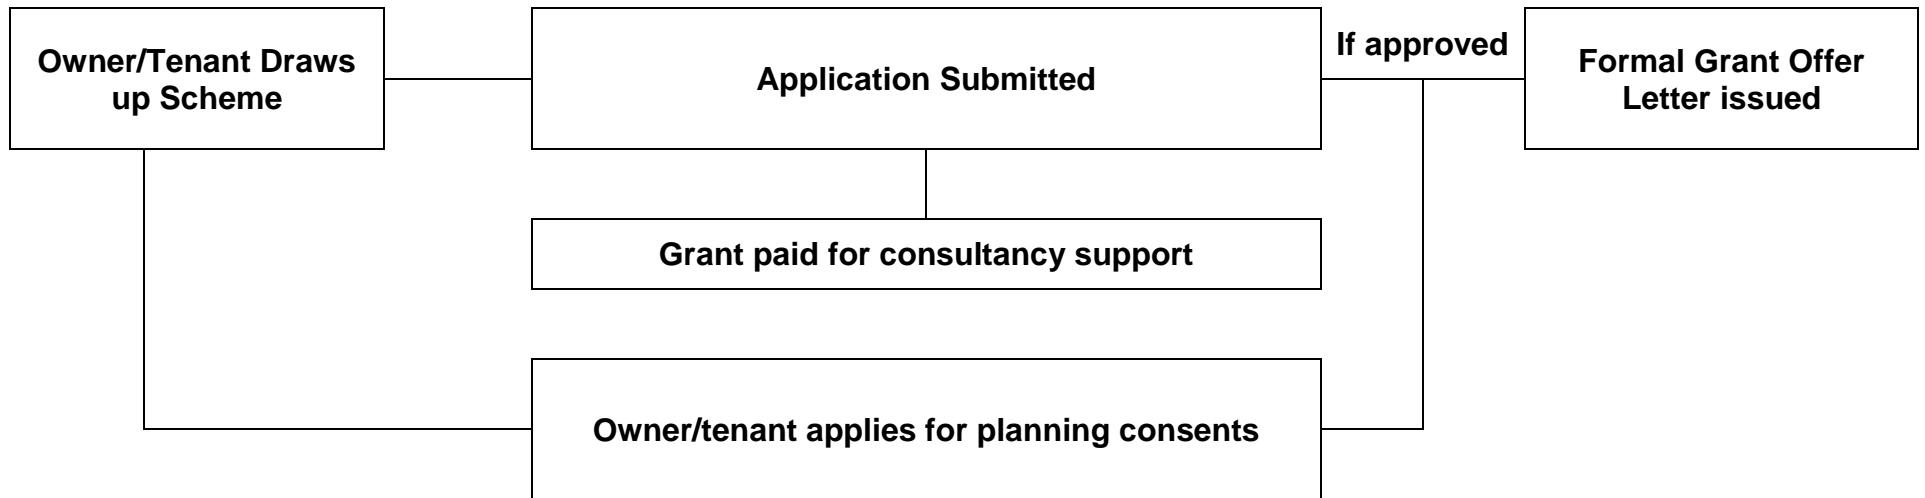 Owner/Tenant Draws
up Scheme
Application Submitted
If approved
Formal Grant Offer
Letter issued
Grant paid for consultancy support
Owner/tenant applies for planning consents